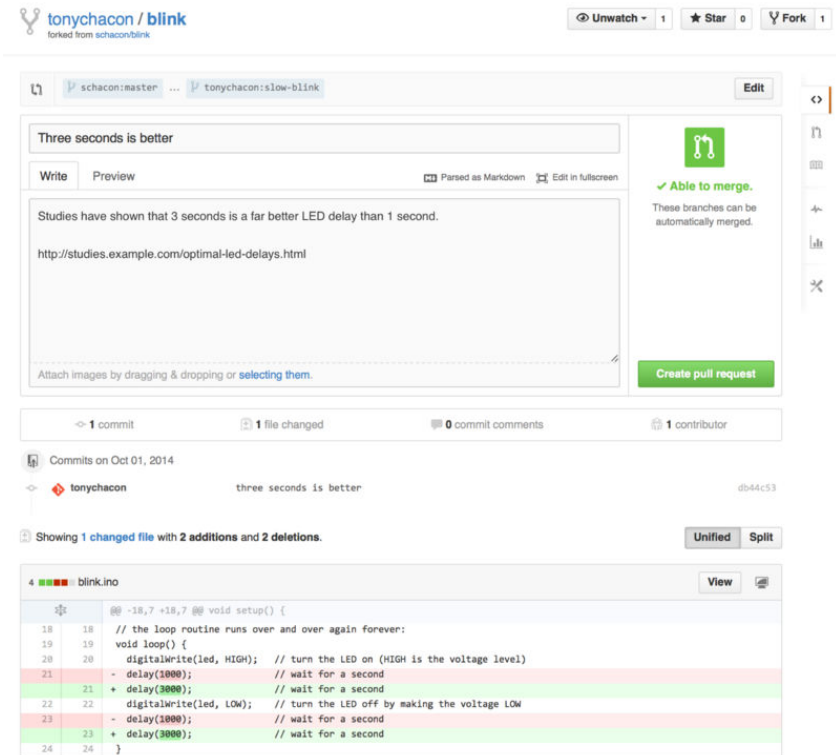 tonychacon / blink
forked from schacon/blink
Unwatch 1 Star 0 Fork 1
schacon:master ... tonychacon:slow-blink Edit
Three seconds is better
Write Preview Parsed as Markdown Edit in fullscreen
Studies have shown that 3 seconds is a far better LED delay than 1 second.
http://studies.example.com/optimal-led-delays.html
Attach images by dragging & dropping or selecting them.
Able to merge.
These branches can be
automatically merged.
Create pull request
1 commit 1 file changed 0 commit comments 1 contributor
Commits on Oct 01, 2014
tonychacon three seconds is better db44c53
Showing 1 changed file with 2 additions and 2 deletions. Unified Split
4 blink.ino View
@@ -18,7 +18,7 @@ void setup() {
18 18 // the loop routine runs over and over again forever:
19 19 void loop() {
20 20 digitalWrite(led, HIGH); // turn the LED on (HIGH is the voltage level)
21 - delay(1000); // wait for a second
21 + delay(3000); // wait for a second
22 22 digitalWrite(led, LOW); // turn the LED off by making the voltage LOW
23 - delay(1000); // wait for a second
23 + delay(3000); // wait for a second
24 24 }